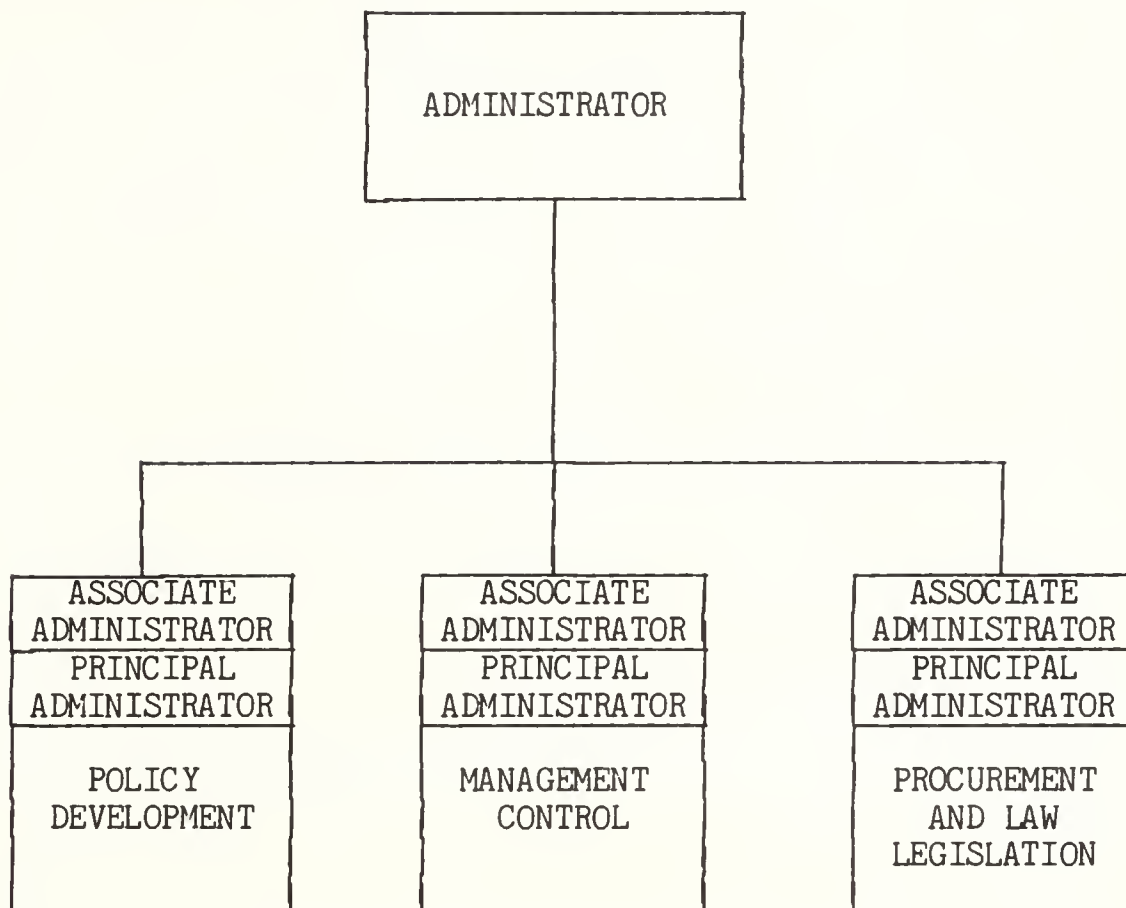 ADMINISTRATOR
ASSOCIATE
ADMINISTRATOR
PRINCIPAL
ADMINISTRATOR
POLICY
DEVELOPMENT
ASSOCIATE
ADMINISTRATOR
PRINCIPAL
ADMINISTRATOR
MANAGEMENT
CONTROL
ASSOCIATE
ADMINISTRATOR
PRINCIPAL
ADMINISTRATOR
PROCUREMENT
AND LAW
LEGISLATION